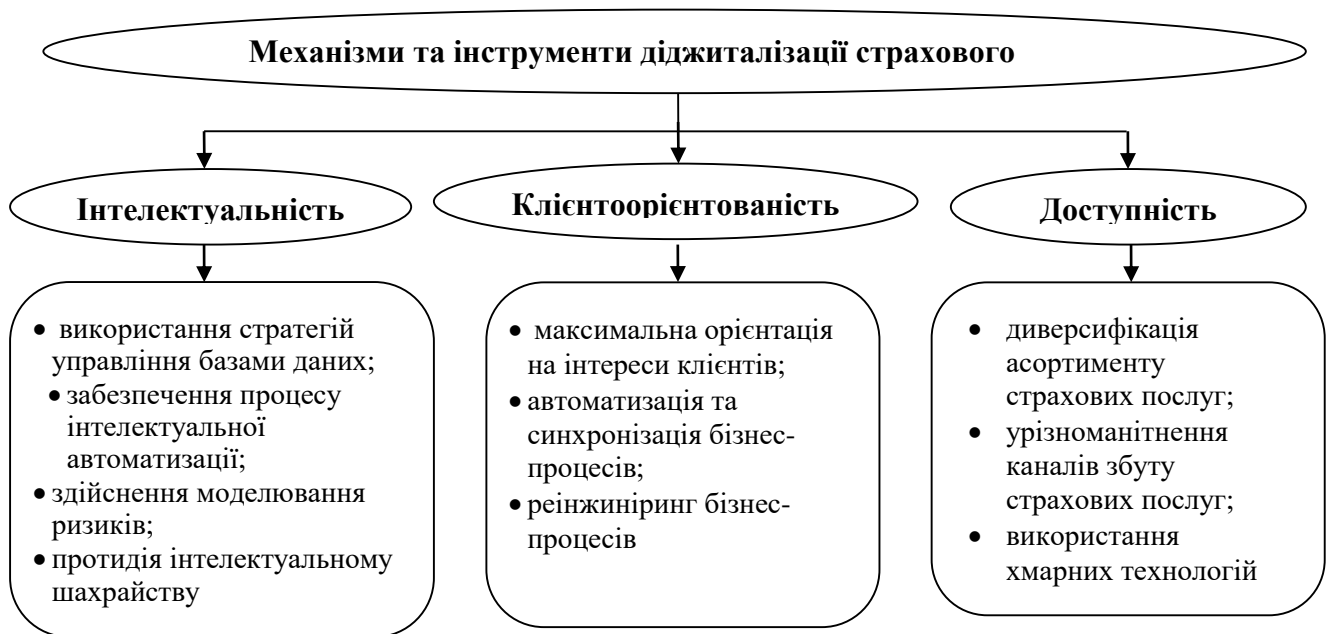 Механізми та інструменти діджиталізації страхового
Інтелектуальність
Клієнтоорієнтованість
Доступність
• використання стратегій
управління базами даних;
• забезпечення процесу
інтелектуальної
автоматизації;
• здійснення моделювання
ризиків;
• протидія інтелектуальному
шахрайству
• максимальна орієнтація
на інтереси клієнтів;
• автоматизація та
синхронізація бізнес-
процесів;
• реінжиніринг бізнес-
процесів
• диверсифікація
асортименту
страхових послуг;
• урізноманітнення
каналів збуту
страхових послуг;
• використання
хмарних технологій